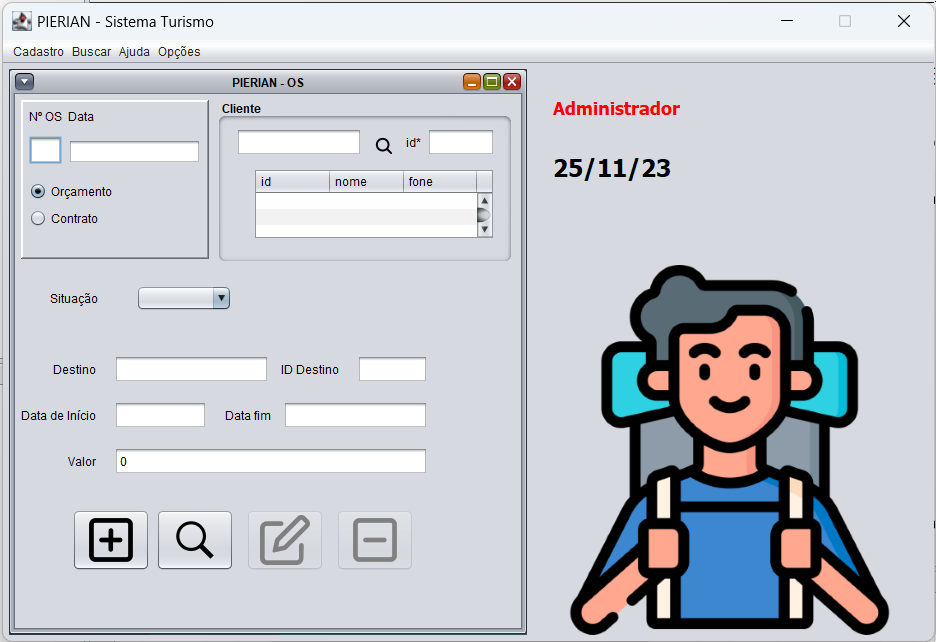 PIERIAN - Sistema Turismo
Cadastro Buscar Ajuda Opções
PIERIAN - OS
Nº OS Data
Orçamento
Contrato
Cliente
id*
id nome fone
Situação
Destino ID Destino
Data de Início Data fim
Valor 0
Administrador
25/11/23